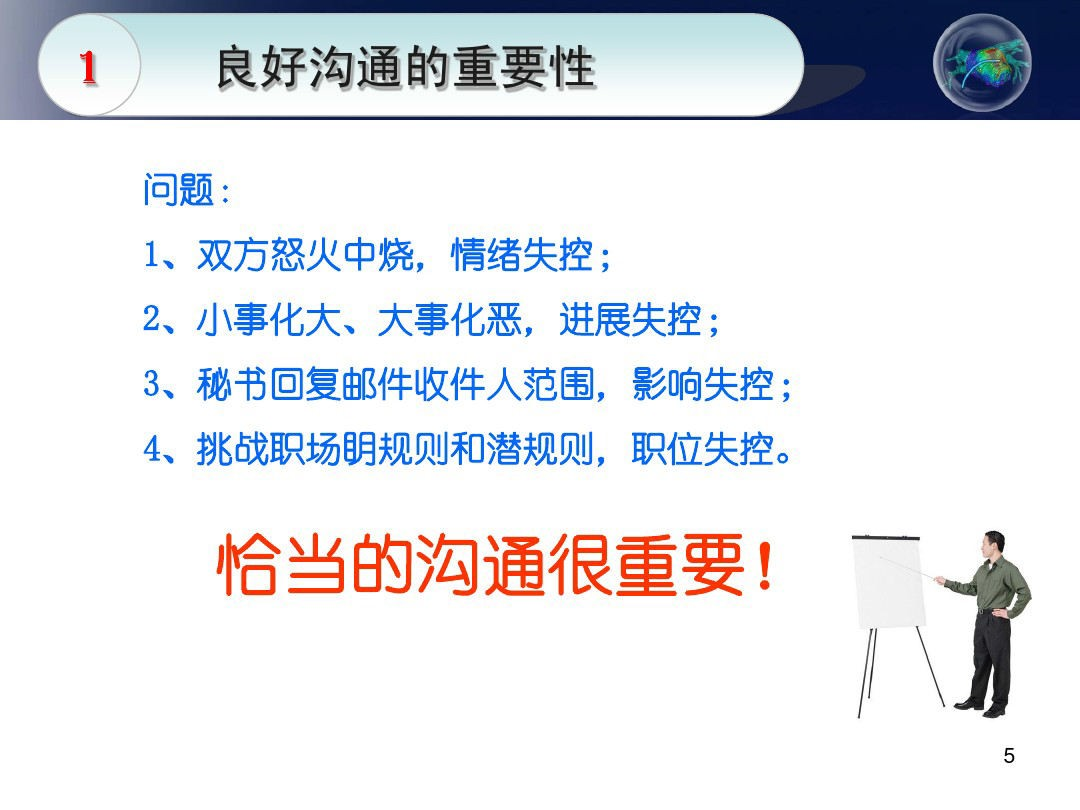 1
良好沟通的重要性
问题：
1、双方怒火中烧，情绪失控；
2、小事化大、大事化恶，进展失控；
3、秘书回复邮件收件人范围，影响失控；
4、挑战职场明规则和潜规则，职位失控。
恰当的沟通很重要！
5